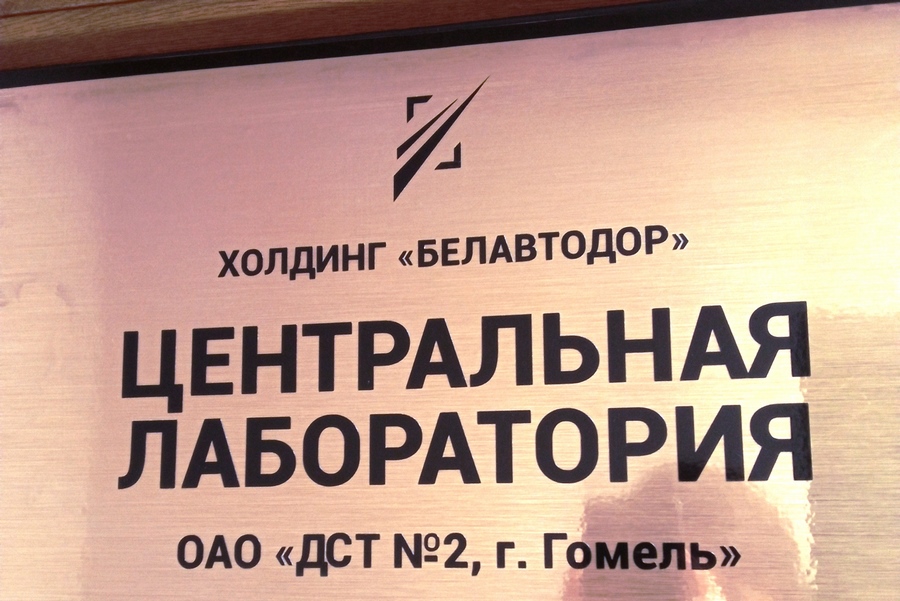 ХОЛДИНГ «БЕЛАВТОДОР»
ЦЕНТРАЛЬНАЯ
ЛАБОРАТОРИЯ
ОАО «ДСТ №2, г. Гомель»